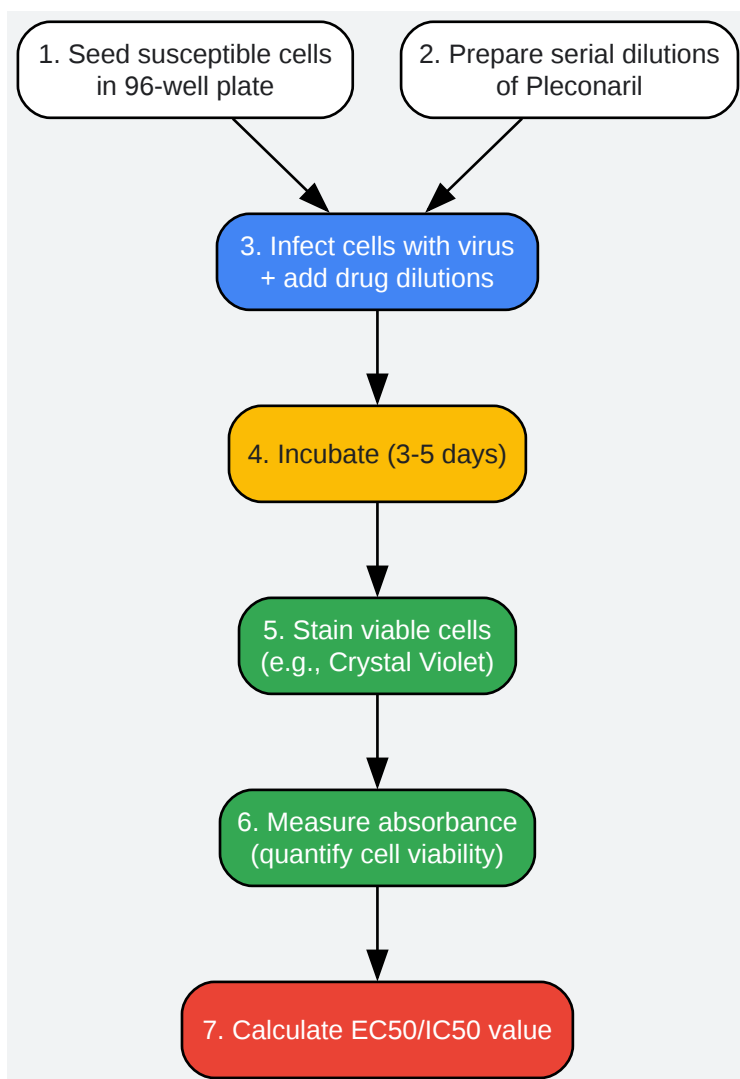 1. Seed susceptible cells
in 96-well plate
2. Prepare serial dilutions
of Pleconaril
3. Infect cells with virus
+ add drug dilutions
4. Incubate (3-5 days)
5. Stain viable cells
(e.g., Crystal Violet)
6. Measure absorbance
(quantify cell viability)
7. Calculate EC50/IC50 value